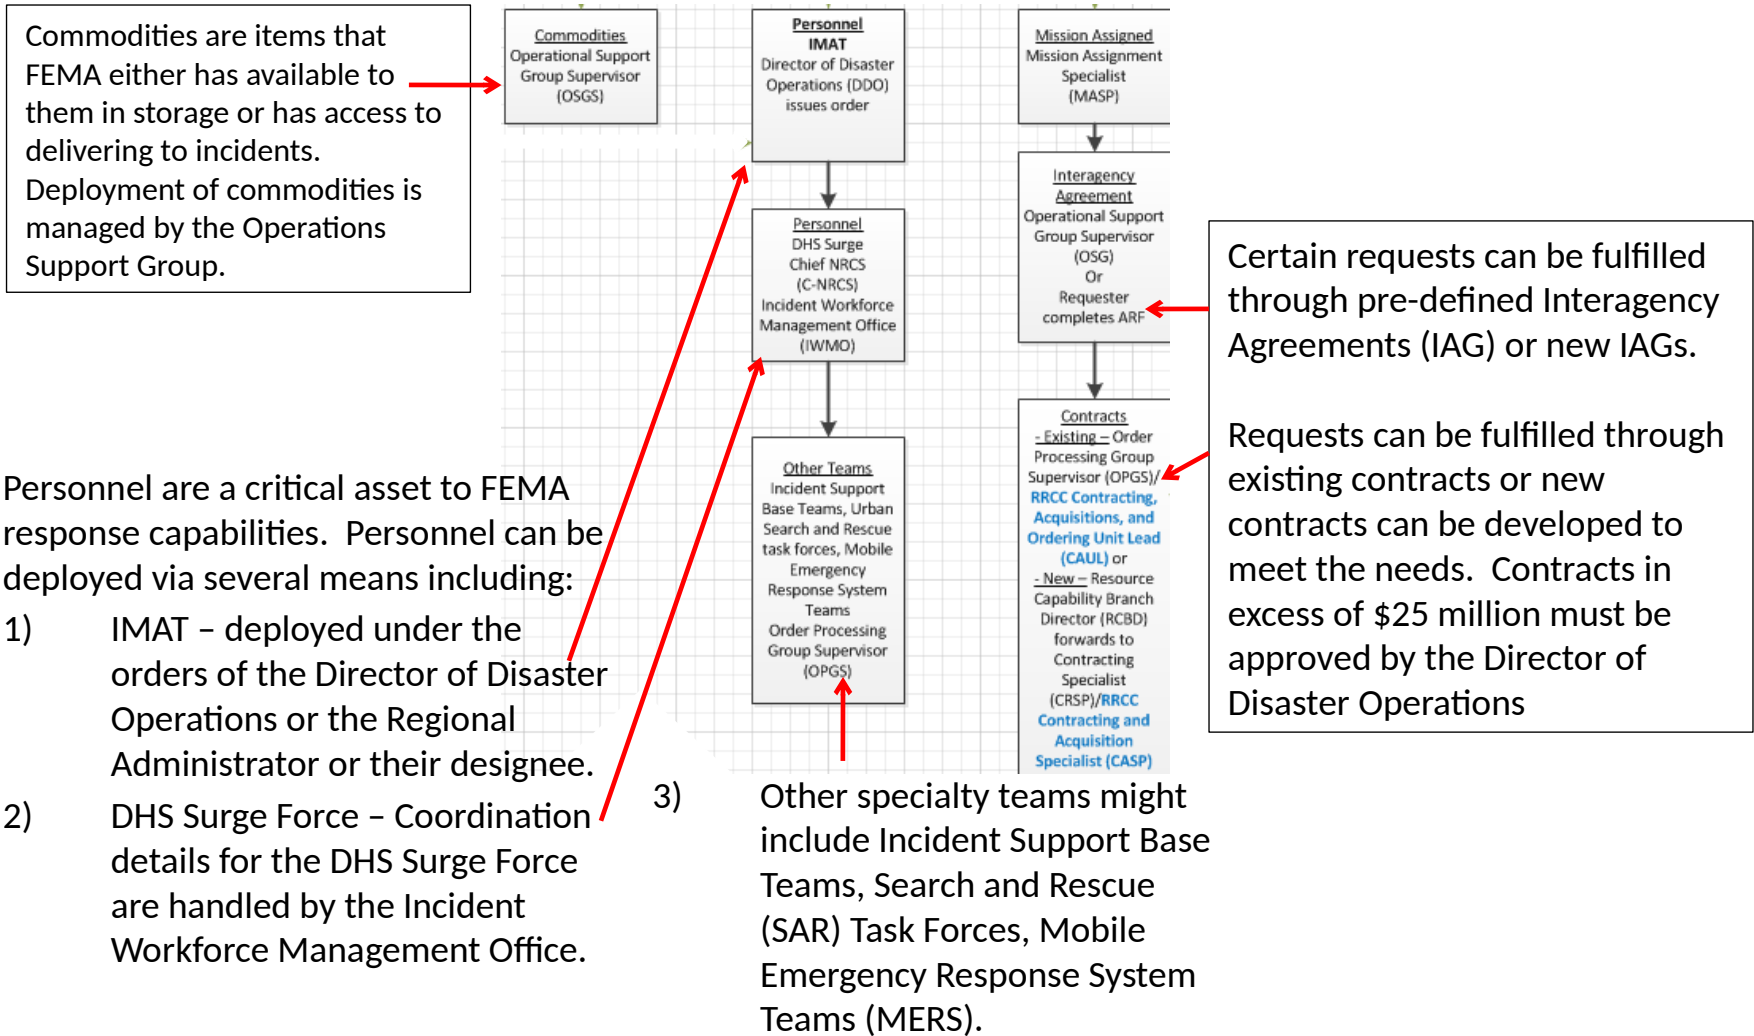 Commodities are items that
FEMA either has available to
them in storage or has access to
delivering to incidents.
Deployment of commodities is
managed by the Operations
Support Group.
Commodities
Operational Support
Group Supervisor
(OSGS)
Personnel
IMAT
Director of Disaster
Operations (DDO)
issues order
Personnel
DHS Surge
Chief NRCS
(C-NRCS)
Incident Workforce
Management Office
(IWMO)
Other Teams
Incident Support
Base Teams, Urban
Search and Rescue
task forces, Mobile
Emergency
Response System
Teams
Order Processing
Group Supervisor
(OPGS)
Mission Assigned
Mission Assignment
Specialist
(MASP)
Interagency
Agreement
Operational Support
Group Supervisor
(OSG)
Or
Requester
completes ARF
Contracts
- Existing – Order
Processing Group
Supervisor (OPGS)/
RRCC Contracting,
Acquisitions, and
Ordering Unit Lead
(CAUL) or
- New – Resource
Capability Branch
Director (RCBD)
forwards to
Contracting
Specialist
(CRSP)/RRCC
Contracting and
Acquisition
Specialist (CASP)
Certain requests can be fulfilled
through pre-defined Interagency
Agreements (IAG) or new IAGs.
Requests can be fulfilled through
existing contracts or new
contracts can be developed to
meet the needs.  Contracts in
excess of $25 million must be
approved by the Director of
Disaster Operations
Personnel are a critical asset to FEMA
response capabilities.  Personnel can be
deployed via several means including:
1) IMAT – deployed under the
orders of the Director of Disaster
Operations or the Regional
Administrator or their designee.
2) DHS Surge Force – Coordination
details for the DHS Surge Force
are handled by the Incident
Workforce Management Office.
3) Other specialty teams might
include Incident Support Base
Teams, Search and Rescue
(SAR) Task Forces, Mobile
Emergency Response System
Teams (MERS).